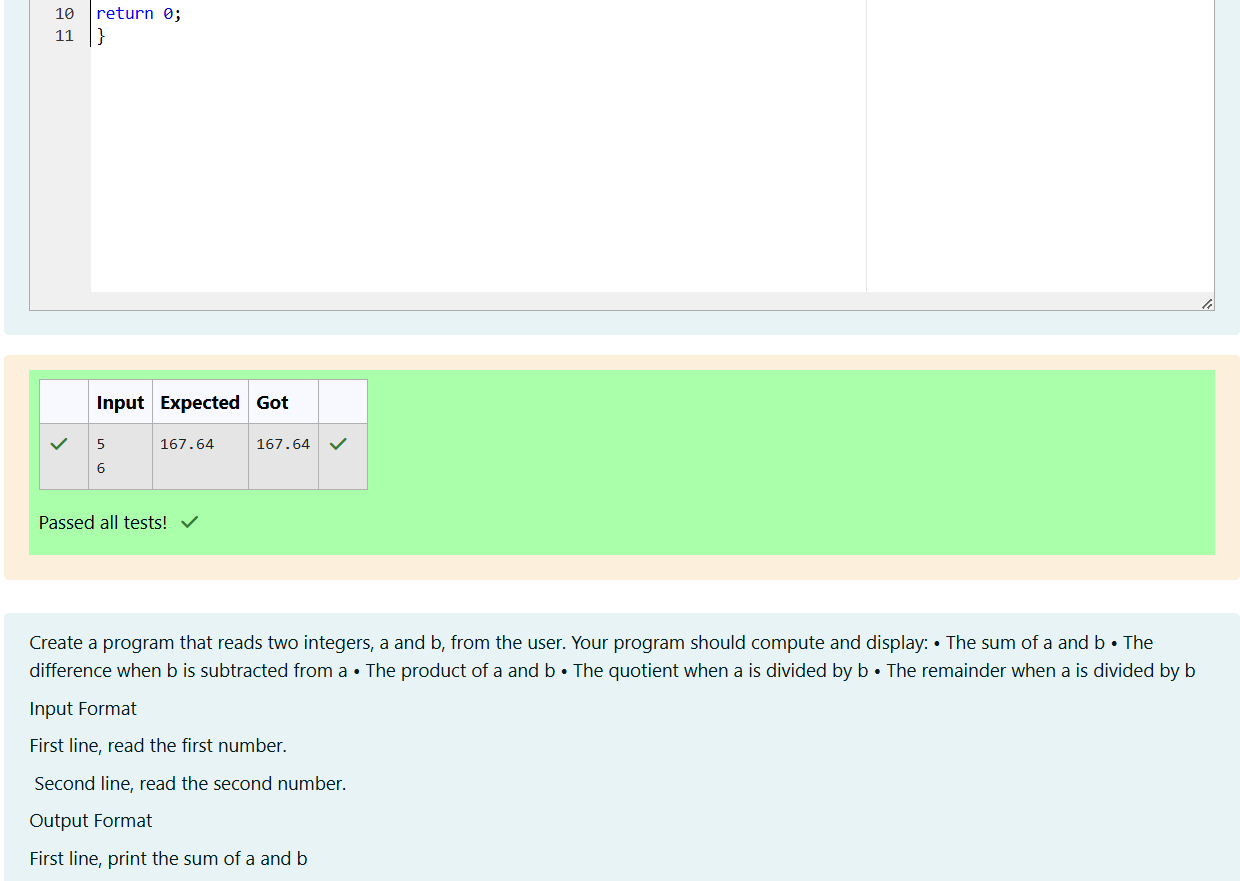 10 return 0;
11 }
Input Expected Got
5 167.64 167.64
6
Passed all tests!
Create a program that reads two integers, a and b, from the user. Your program should compute and display: • The sum of a and b • The
difference when b is subtracted from a • The product of a and b • The quotient when a is divided by b • The remainder when a is divided by b
Input Format
First line, read the first number.
Second line, read the second number.
Output Format
First line, print the sum of a and b